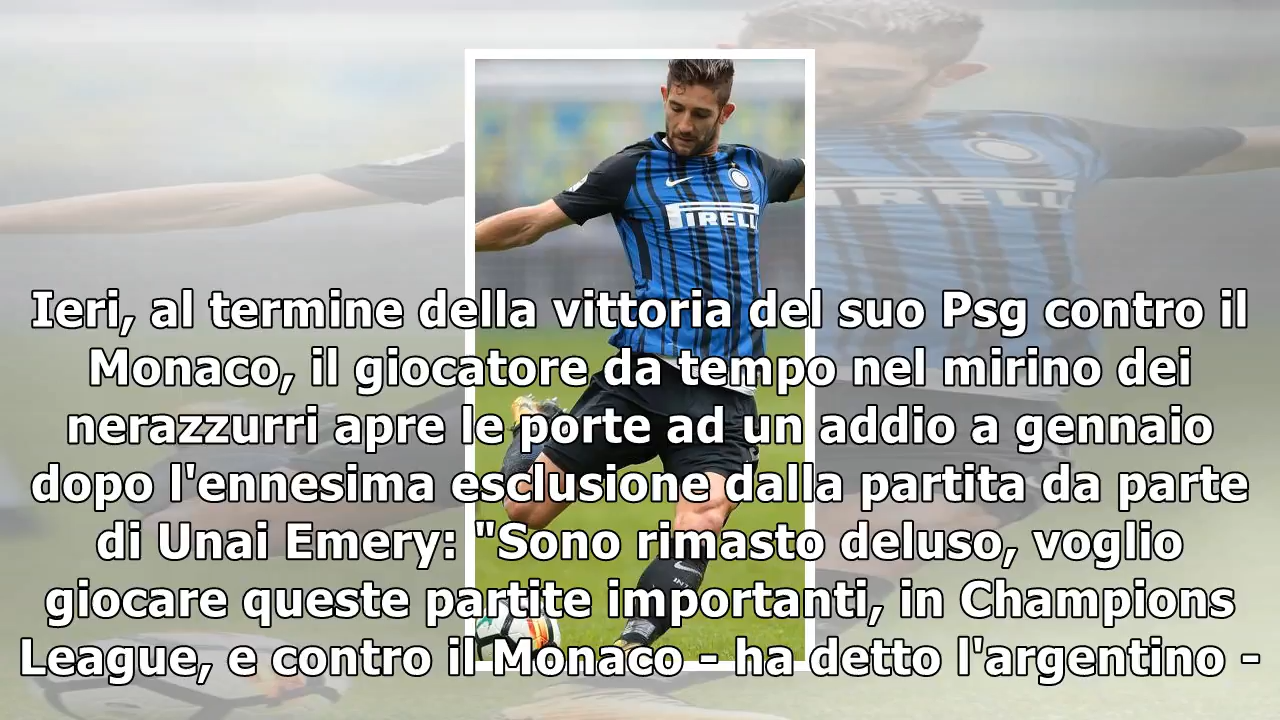 PIRELLI
IRELL
Ieri, al termine della vittoria del suo Psg contro il
Monaco, il giocatore da tempo nel mirino dei
nerazzurri apre le porte ad un addio a gennaio
dopo l'ennesima esclusione dalla partita da parte
di Unai Emery: "Sono rimasto deluso, voglio
giocare queste partite importanti, in Champions
League, e contro il Monaco - ha detto l'argentino -